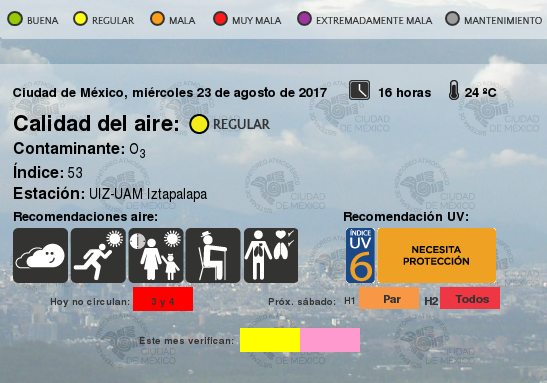 BUENA REGULAR MALA MUY MALA EXTREMADAMENTE MALA MANTENIMIENTO
Ciudad de México, miércoles 23 de agosto de 2017 16 horas 24 ºC
Calidad del aire: REGULAR
Contaminante: O3
Índice: 53
Estación: UIZ-UAM Iztapalapa
Recomendaciones aire:
Recomendación UV:
ÍNDICE
UV
6
NECESITA
PROTECCIÓN
Hoy no circulan: 3 y 4
Próx. sábado: H1 Par H2 Todos
Este mes verifican:
CIUDAD
DE MÉXICO